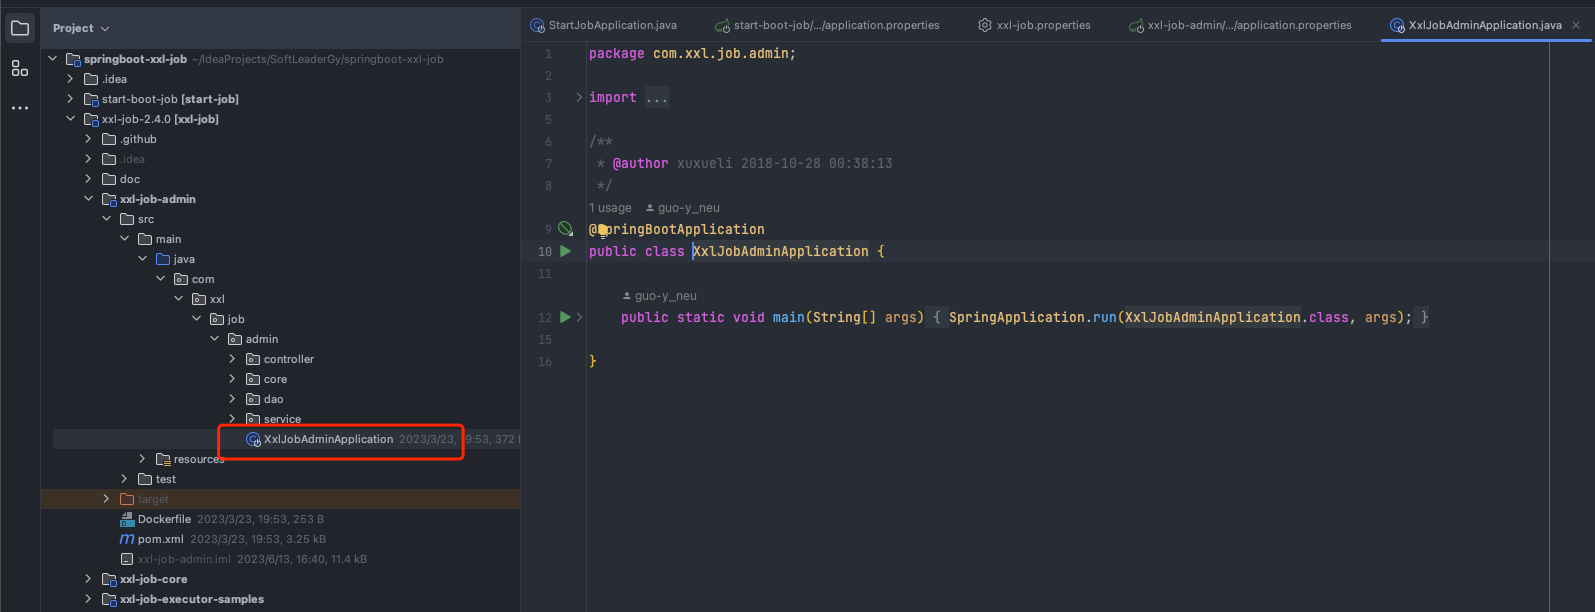 Project
springboot-xxl-job ~/IdeaProjects/SoftLeaderGy/springboot-xxl-job
.idea
start-boot-job [start-job]
xxl-job-2.4.0 [xxl-job]
.github
.idea
doc
xxl-job-admin
src
main
java
com
xxl
job
admin
controller
core
dao
service
XxlJobAdminApplication 2023/3/23, 19:53, 372
resources
test
target
Dockerfile 2023/3/23, 19:53, 253 B
pom.xml 2023/3/23, 19:53, 3.25 kB
xxl-job-admin.iml 2023/6/13, 16:40, 11.4 kB
xxl-job-core
xxl-job-executor-samples
StartJobApplication.java start-boot-job/.../application.properties xxl-job.properties xxl-job-admin/.../application.properties XxlJobAdminApplication.java
1 package com.xxl.job.admin;
2
3 import ...
5
6 /**
7 * @author xuxueli 2018-10-28 00:38:13
8 */
1 usage guo-y_neu
9 @SpringBootApplication
10 public class XxlJobAdminApplication {
11
guo-y_neu
12 public static void main(String[] args) { SpringApplication.run(XxlJobAdminApplication.class, args); }
15
16 }